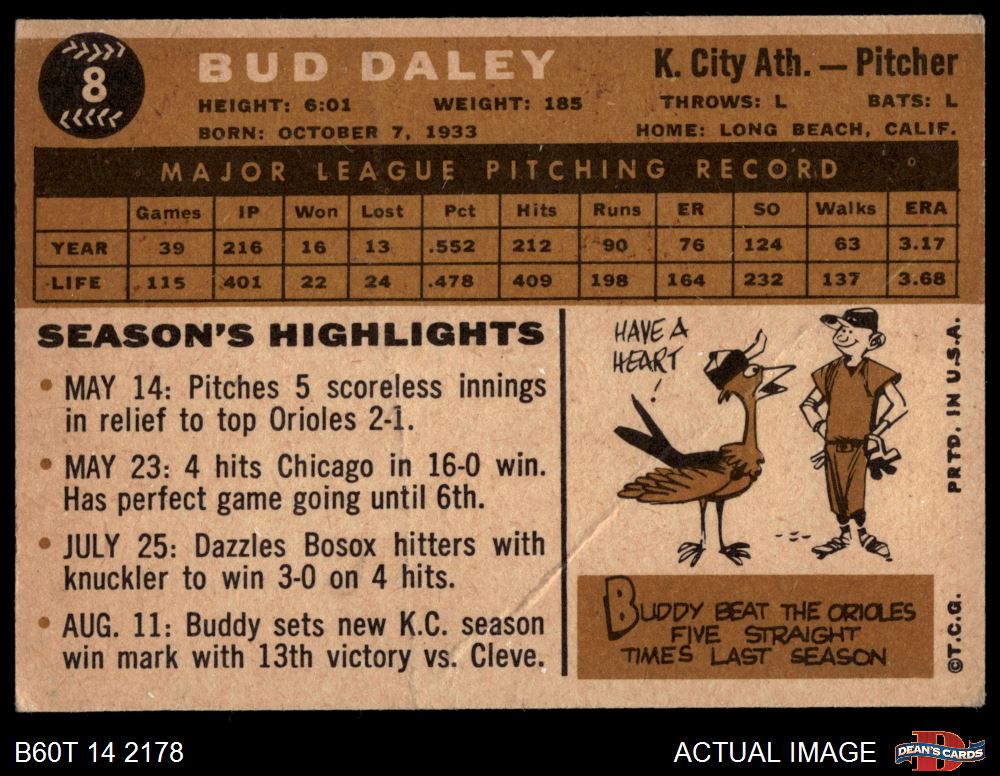 8
BUD DALEY
K. City Ath. — Pitcher
HEIGHT: 6:01 WEIGHT: 185 THROWS: L BATS: L
BORN: OCTOBER 7, 1933 HOME: LONG BEACH, CALIF.
MAJOR LEAGUE PITCHING RECORD
Games IP Won Lost Pct Hits Runs ER SO Walks ERA
YEAR 39 216 16 13 .552 212 90 76 124 63 3.17
LIFE 115 401 22 24 .478 409 198 164 232 137 3.68
SEASON'S HIGHLIGHTS
• MAY 14: Pitches 5 scoreless innings
in relief to top Orioles 2-1.
• MAY 23: 4 hits Chicago in 16-0 win.
Has perfect game going until 6th.
• JULY 25: Dazzles Bosox hitters with
knuckler to win 3-0 on 4 hits.
• AUG. 11: Buddy sets new K.C. season
win mark with 13th victory vs. Cleve.
HAVE A
HEART
!
BUDDY BEAT THE ORIOLES
FIVE STRAIGHT
TIMES LAST SEASON
©T.C.G. PRTD. IN U.S.A.
B60T 14 2178
ACTUAL IMAGE
DEAN'S CARDS